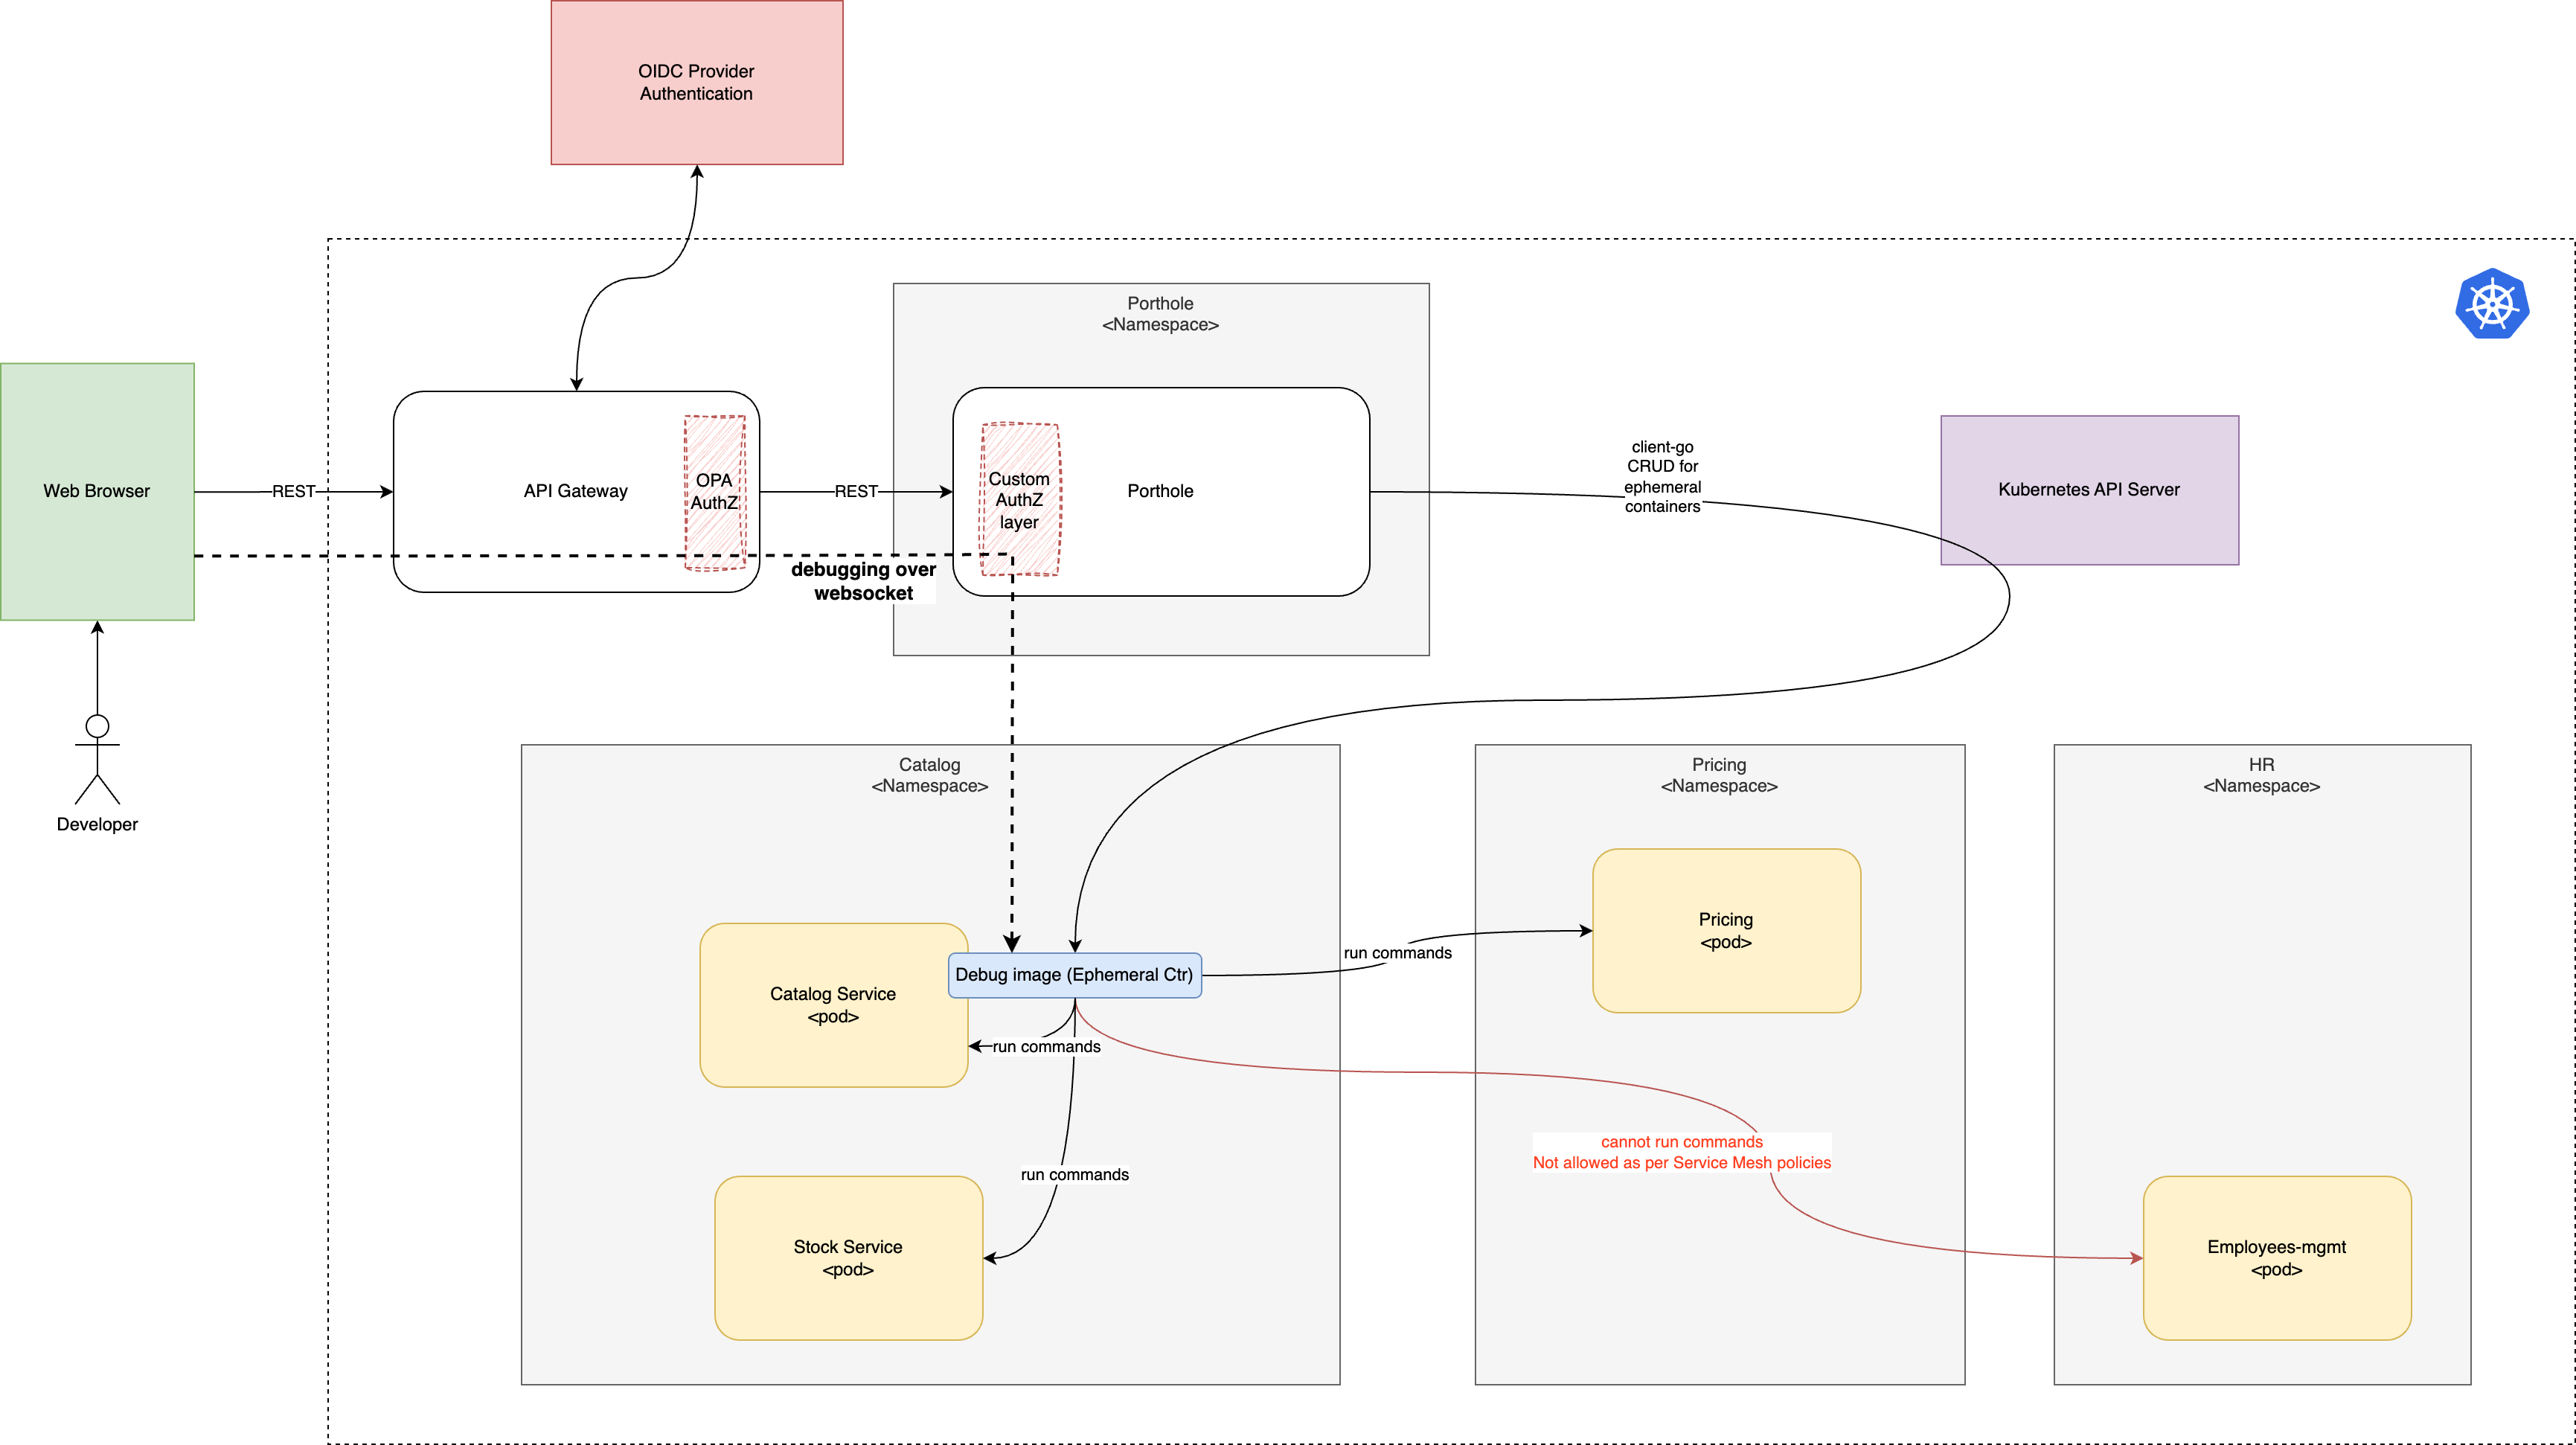 OIDC Provider
Authentication
Porthole
<Namespace>
Web Browser
REST
API Gateway
OPA
AuthZ
REST
Custom
AuthZ
layer
Porthole
client-go
CRUD for
ephemeral
containers
Kubernetes API Server
debugging over
websocket
Developer
Catalog
<Namespace>
Pricing
<Namespace>
HR
<Namespace>
Catalog Service
<pod>
Debug image (Ephemeral Ctr)
run commands
Pricing
<pod>
run commands
run commands
cannot run commands
Not allowed as per Service Mesh policies
Stock Service
<pod>
Employees-mgmt
<pod>